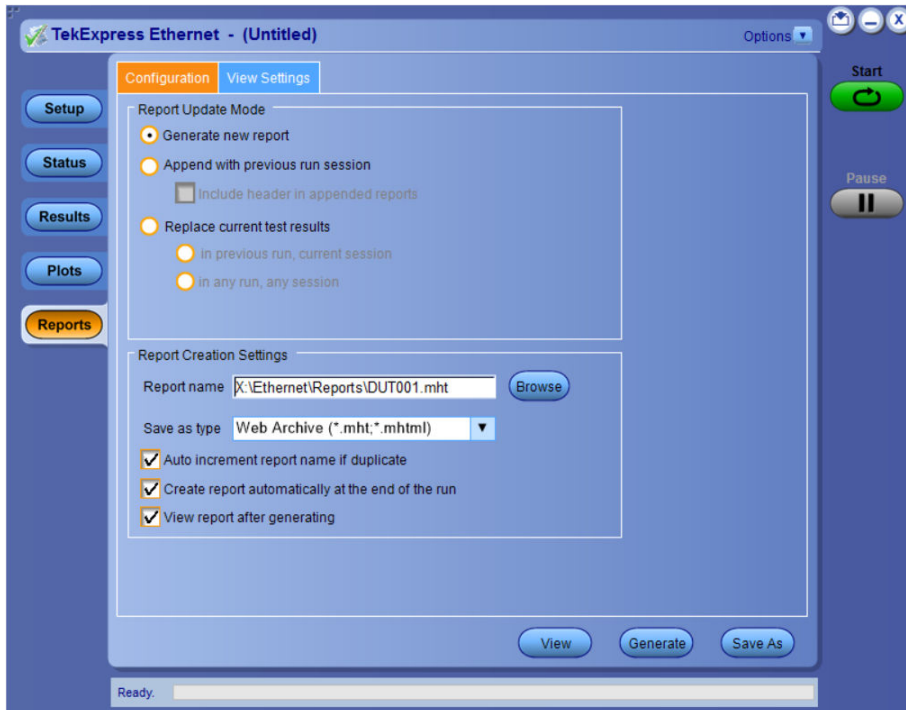 TekExpress Ethernet - (Untitled)
Options
Start
Pause
Setup
Status
Results
Plots
Reports
Configuration
View Settings
Report Update Mode
Generate new report
Append with previous run session
Include header in appended reports
Replace current test results
in previous run, current session
in any run, any session
Report Creation Settings
Report name X:\Ethernet\Reports\DUT001.mht Browse
Save as type Web Archive (*.mht;*.mhtml)
Auto increment report name if duplicate
Create report automatically at the end of the run
View report after generating
View Generate Save As
Ready.